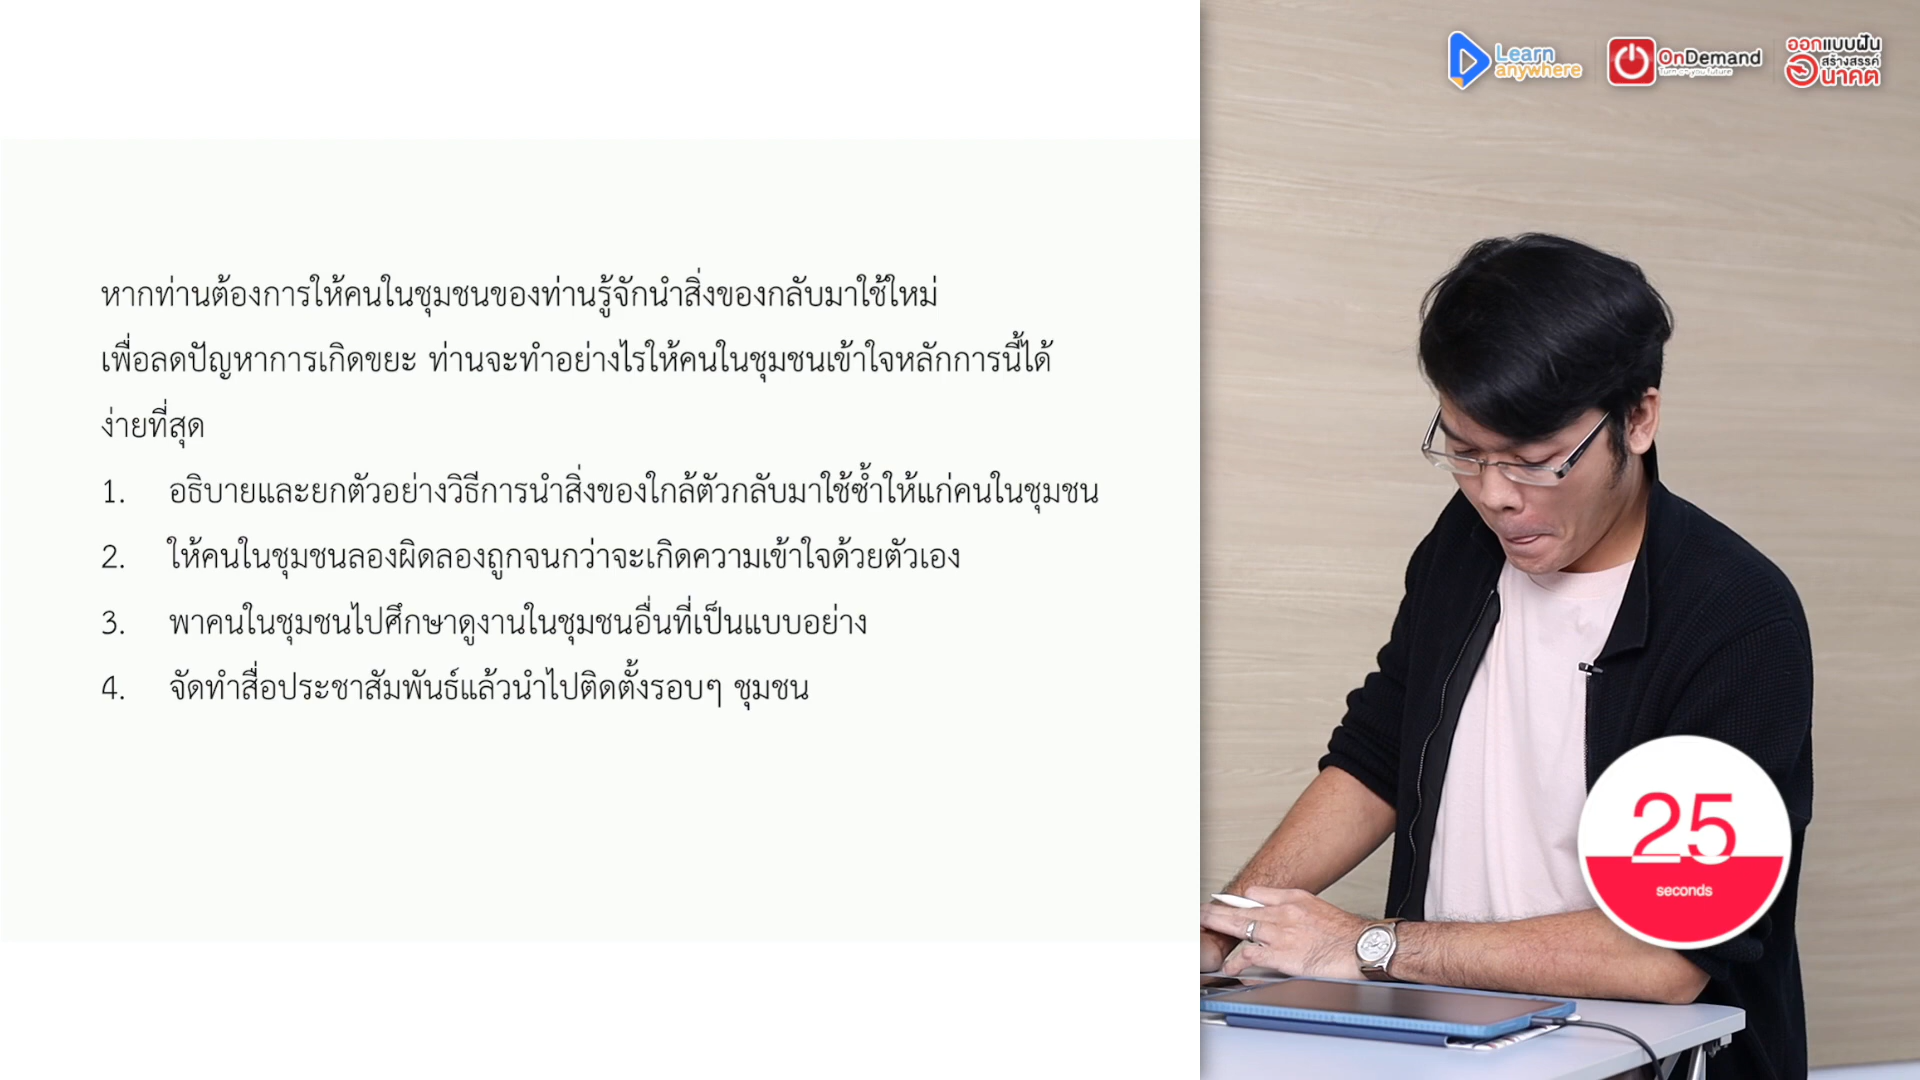 หากท่านต้องการให้คนในชุมชนของท่านรู้จักนำสิ่งของกลับมาใช้ใหม่
เพื่อลดปัญหาการเกิดขยะ ท่านจะทำอย่างไรให้คนในชุมชนเข้าใจหลักการนี้ได้
ง่ายที่สุด
1. อธิบายและยกตัวอย่างวิธีการนำสิ่งของใกล้ตัวกลับมาใช้ซ้ำให้แก่คนในชุมชน
2. ให้คนในชุมชนลองผิดลองถูกจนกว่าจะเกิดความเข้าใจด้วยตัวเอง
3. พาคนในชุมชนไปศึกษาดูงานในชุมชนอื่นที่เป็นแบบอย่าง
4. จัดทำสื่อประชาสัมพันธ์แล้วนำไปติดตั้งรอบๆ ชุมชน
Learn
anywhere
OnDemand
Turn on your future
ออกแบบฝัน
สร้างสรรค์
อนาคต
25
seconds